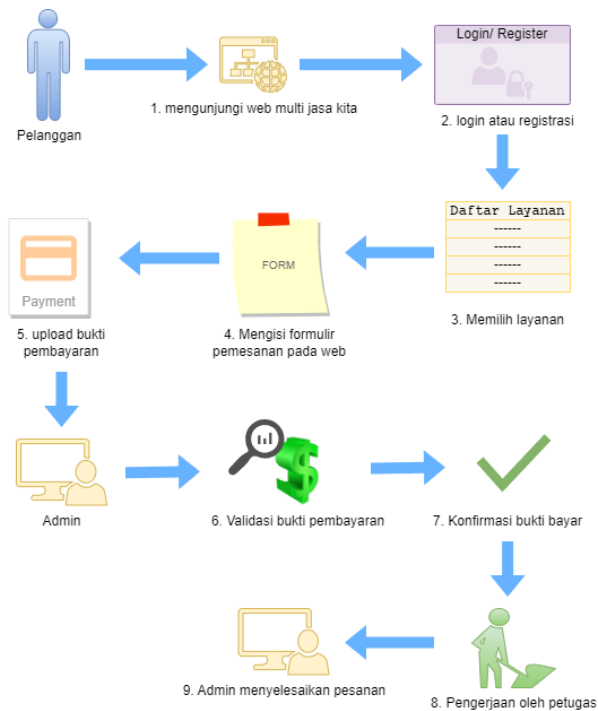 Login/ Register
Pelanggan
1. mengunjungi web multi jasa kita
2. login atau registrasi
Daftar Layanan
------
------
------
------
3. Memilih layanan
FORM
4. Mengisi formulir
pemesanan pada web
Payment
5. upload bukti
pembayaran
Admin
6. Validasi bukti pembayaran
7. Konfirmasi bukti bayar
8. Pengerjaan oleh petugas
9. Admin menyelesaikan pesanan